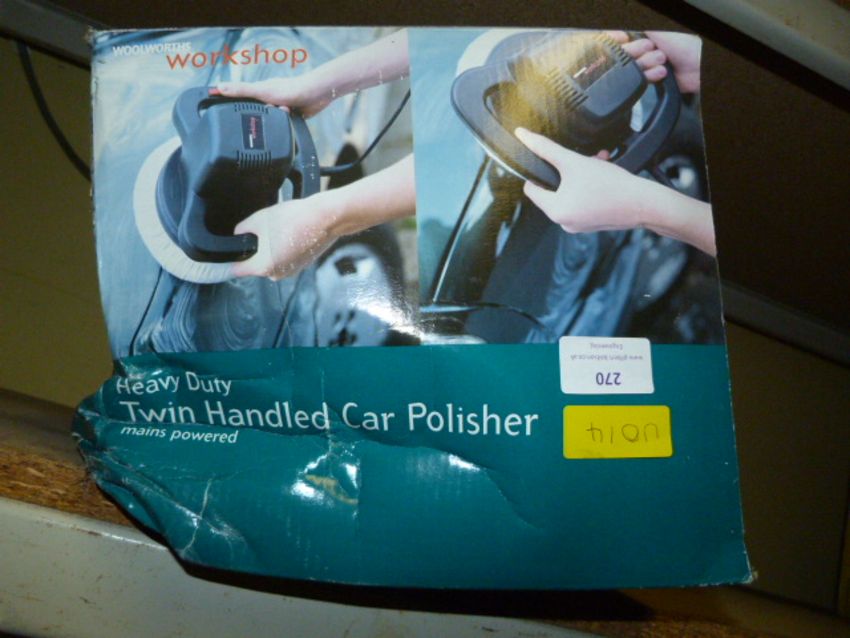 WOOLWORTHS
workshop
Heavy Duty
Twin Handled Car Polisher
mains powered
270
U014